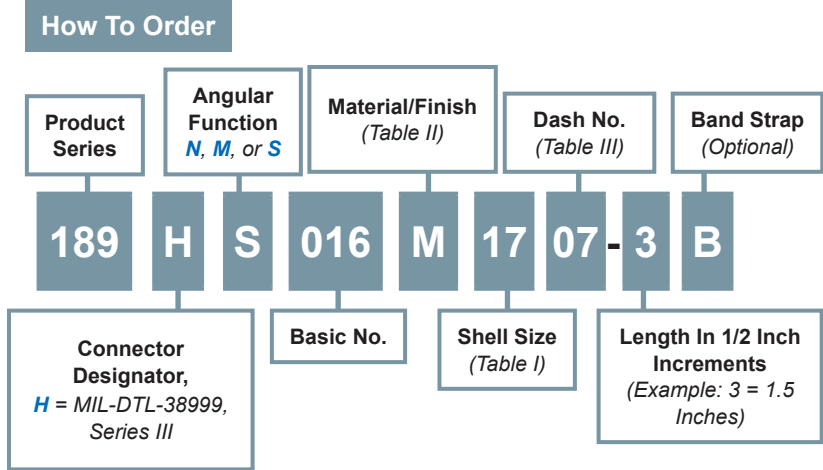 How To Order
Product
Series
Angular
Function
N, M, or S
Material/Finish
(Table II)
Dash No.
(Table III)
Band Strap
(Optional)
189 H S 016 M 17 07 - 3 B
Connector
Designator,
H = MIL-DTL-38999,
Series III
Basic No.
Shell Size
(Table I)
Length In 1/2 Inch
Increments
(Example: 3 = 1.5
Inches)